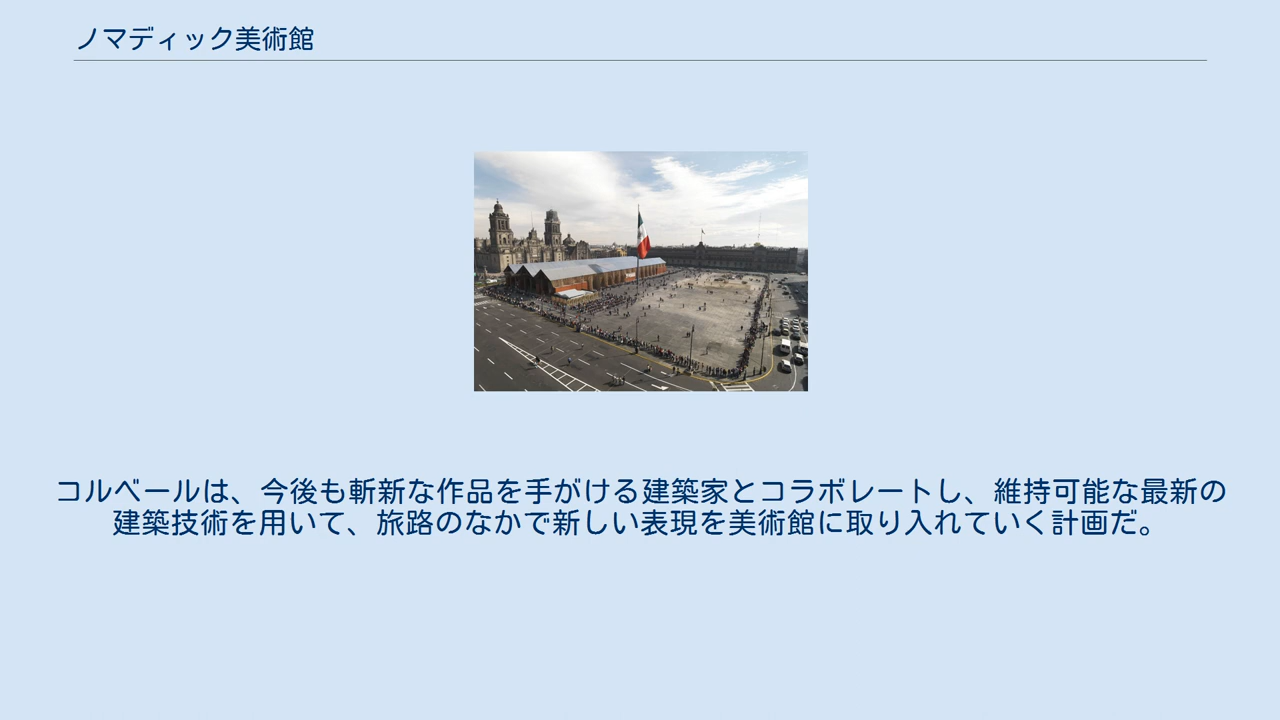 ノマディック美術館
コルベールは、今後も斬新な作品を手がける建築家とコラボレートし、維持可能な最新の
建築技術を用いて、旅路のなかで新しい表現を美術館に取り入れていく計画だ。